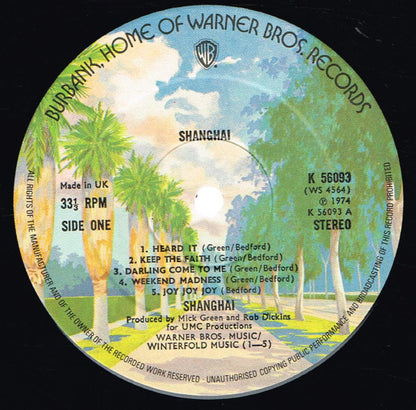 BURBANK, HOME OF WARNER BROS. RECORDS
WB
SHANGHAI
Made in UK
33⅓ RPM
SIDE ONE
K 56093
(WS 4564)
Ⓟ 1974
K 56093 A
STEREO
1. HEARD IT (Green/Bedford)
2. KEEP THE FAITH (Green/Bedford)
3. DARLING COME TO ME (Green/Bedford)
4. WEEKEND MADNESS (Green/Bedford)
5. JOY JOY JOY (Green/Bedford)
SHANGHAI
Produced by Mick Green and Rob Dickins
for UMC Productions
WARNER BROS. MUSIC/
WINTERFOLD MUSIC (1—5)
ALL RIGHTS OF THE MANUFACTURER AND OF THE OWNER OF THE RECORDED WORK RESERVED · UNAUTHORISED COPYING PUBLIC PERFORMANCE AND BROADCASTING OF THIS RECORD PROHIBITED